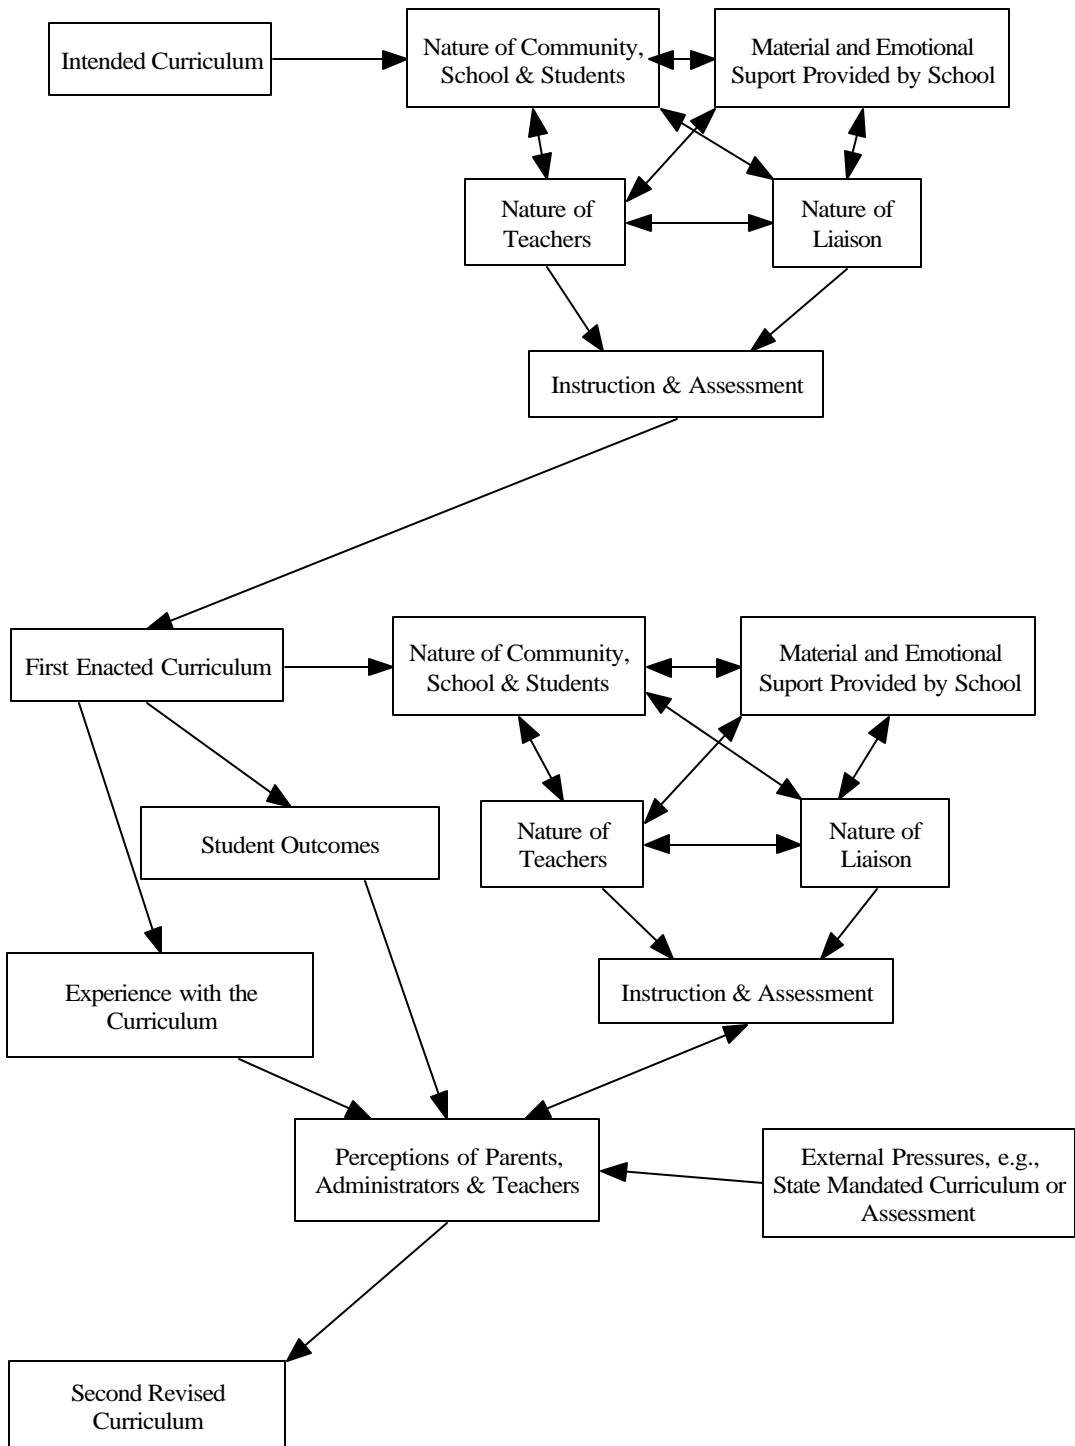 Intended Curriculum
Nature of Community,
School & Students
Material and Emotional
Suport Provided by School
Nature of
Teachers
Nature of
Liaison
Instruction & Assessment
First Enacted Curriculum
Nature of Community,
School & Students
Material and Emotional
Suport Provided by School
Student Outcomes
Nature of
Teachers
Nature of
Liaison
Experience with the
Curriculum
Instruction & Assessment
Perceptions of Parents,
Administrators & Teachers
External Pressures, e.g.,
State Mandated Curriculum or
Assessment
Second Revised
Curriculum